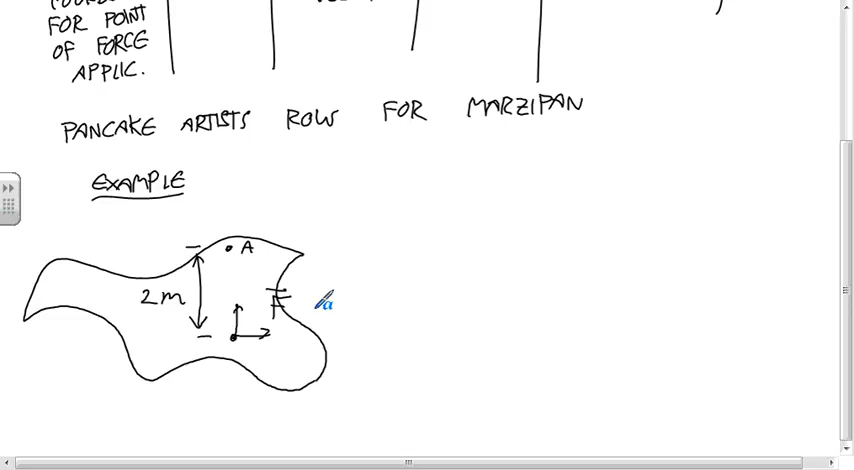 FOR POINT
OF FORCE
APPLIC.
PANCAKE ARTISTS ROW FOR MARZIPAN
EXAMPLE
A
2m
F